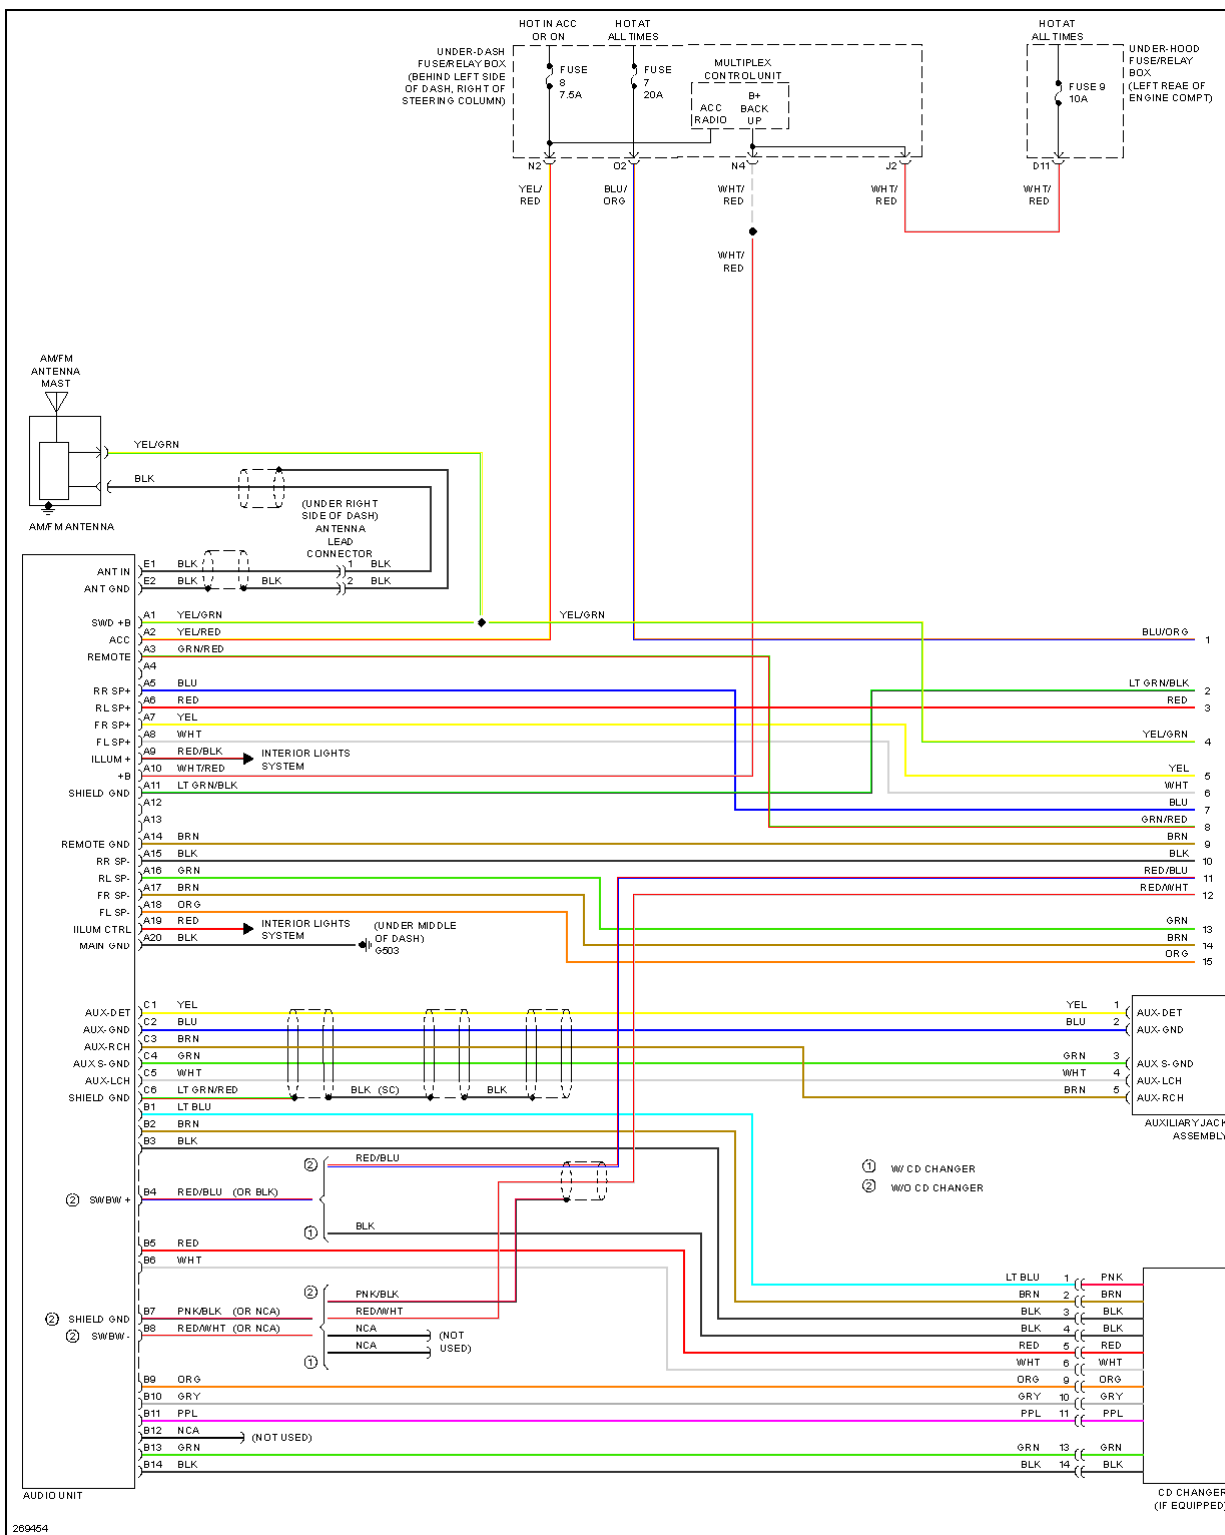 HOT IN ACC
OR ON
HOT AT
ALL TIMES
HOT AT
ALL TIMES
UNDER-DASH
FUSE/RELAY BOX
(BEHIND LEFT SIDE
OF DASH, RIGHT OF
STEERING COLUMN)
FUSE
8
7.5A
FUSE
7
20A
MULTIPLEX
CONTROL UNIT
ACC
RADIO
B+
BACK
UP
FUSE 9
10A
UNDER-HOOD
FUSE/RELAY
BOX
(LEFT REAE OF
ENGINE COMPT)
N2
O2
N4
J2
D11
YEL/
RED
BLU/
ORG
WHT/
RED
WHT/
RED
WHT/
RED
WHT/
RED
AM/FM
ANTENNA
MAST
YEL/GRN
BLK
AM/FM ANTENNA
(UNDER RIGHT
SIDE OF DASH)
ANTENNA
LEAD
CONNECTOR
ANT IN E1 BLK 1 BLK
ANT GND E2 BLK BLK 2 BLK
SWD +B A1 YEL/GRN YEL/GRN
ACC A2 YEL/RED BLU/ORG 1
REMOTE A3 GRN/RED
A4
RR SP+ A5 BLU LT GRN/BLK 2
RL SP+ A6 RED RED 3
FR SP+ A7 YEL
FL SP+ A8 WHT YEL/GRN 4
ILLUM + A9 RED/BLK INTERIOR LIGHTS
SYSTEM
+B A10 WHT/RED YEL 5
SHIELD GND A11 LT GRN/BLK WHT 6
A12 BLU 7
A13 GRN/RED 8
REMOTE GND A14 BRN BRN 9
RR SP- A15 BLK BLK 10
RL SP- A16 GRN RED/BLU 11
FR SP- A17 BRN RED/WHT 12
FL SP- A18 ORG
IILUM CTRL A19 RED INTERIOR LIGHTS
SYSTEM
GRN 13
MAIN GND A20 BLK (UNDER MIDDLE
OF DASH)
G503
BRN 14
ORG 15
AUX-DET C1 YEL YEL 1 AUX-DET
AUX-GND C2 BLU BLU 2 AUX-GND
AUX-RCH C3 BRN
AUX S-GND C4 GRN GRN 3 AUX S-GND
AUX-LCH C5 WHT WHT 4 AUX-LCH
SHIELD GND C6 LT GRN/RED BLK (SC) BLK BRN 5 AUX-RCH
B1 LT BLU
AUXILIARY JACK
ASSEMBLY
B2 BRN
B3 BLK
2 RED/BLU
1 W/ CD CHANGER
2 W/O CD CHANGER
2 SWBW + B4 RED/BLU (OR BLK)
1 BLK
B5 RED
B6 WHT
2 PNK/BLK
2 SHIELD GND B7 PNK/BLK (OR NCA) RED/WHT
2 SWBW- B8 RED/WHT (OR NCA) NCA (NOT
USED)
1 NCA
LT BLU 1 PNK
BRN 2 BRN
BLK 3 BLK
BLK 4 BLK
RED 5 RED
WHT 6 WHT
B9 ORG ORG 9 ORG
B10 GRY GRY 10 GRY
B11 PPL PPL 11 PPL
B12 NCA (NOT USED)
B13 GRN GRN 13 GRN
B14 BLK BLK 14 BLK
AUDIO UNIT
CD CHANGER
(IF EQUIPPED)
269454